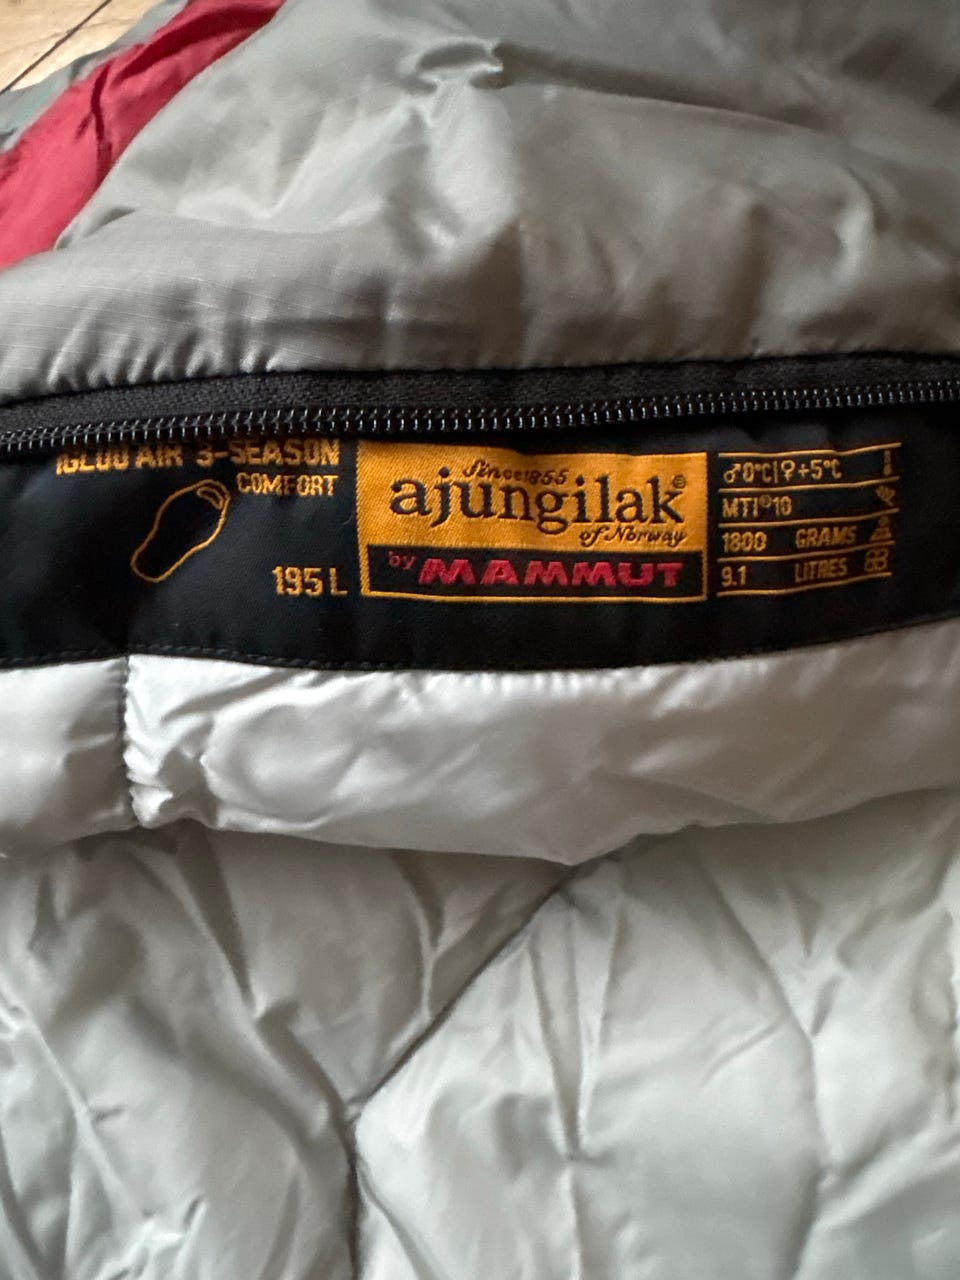 IGLOO AIR 3-SEASON
COMFORT
195 L
Since 1855
ajungilak®
of Norway
by MAMMUT
♂0°C|♀+5°C
MTI®10
1800 GRAMS
9.1 LITRES